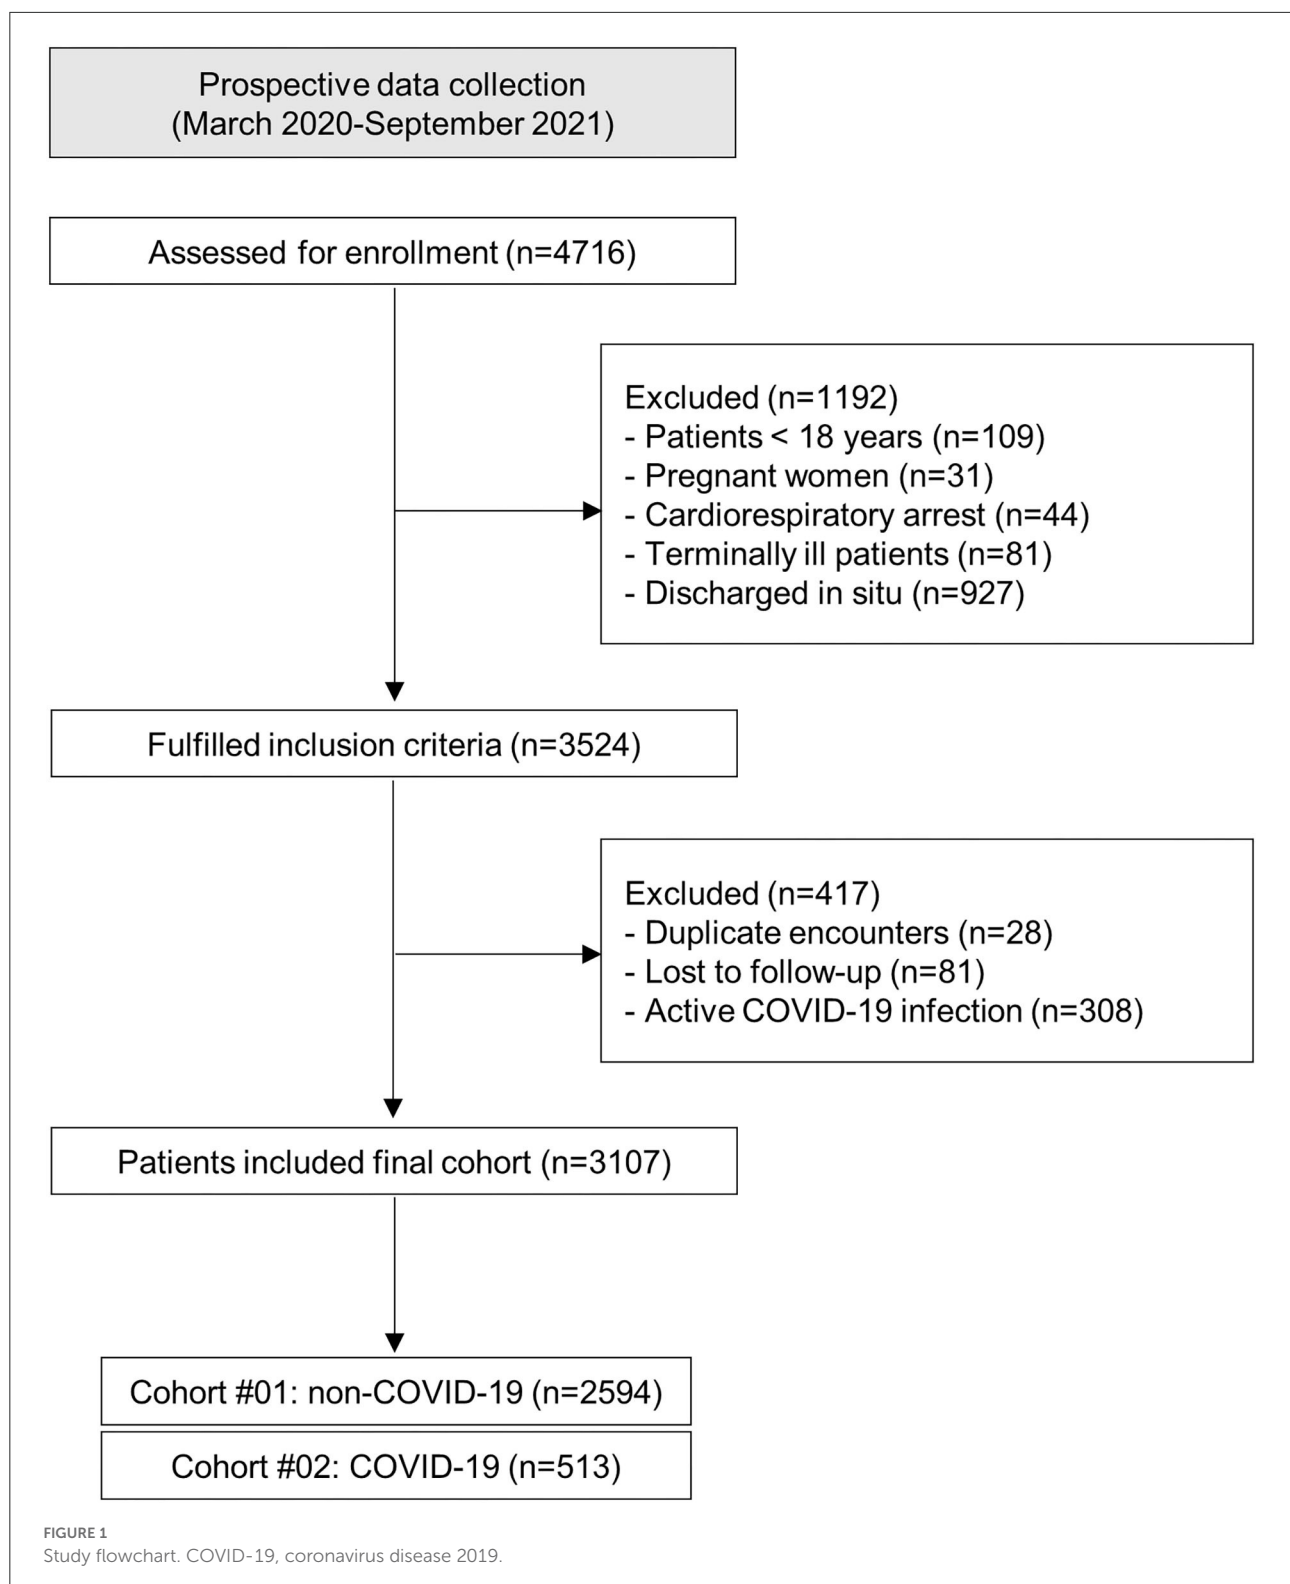 Prospective data collection
(March 2020-September 2021)
Assessed for enrollment (n=4716)
Excluded (n=1192)
- Patients < 18 years (n=109)
- Pregnant women (n=31)
- Cardiorespiratory arrest (n=44)
- Terminally ill patients (n=81)
- Discharged in situ (n=927)
Fulfilled inclusion criteria (n=3524)
Excluded (n=417)
- Duplicate encounters (n=28)
- Lost to follow-up (n=81)
- Active COVID-19 infection (n=308)
Patients included final cohort (n=3107)
Cohort #01: non-COVID-19 (n=2594)
Cohort #02: COVID-19 (n=513)
FIGURE 1
Study flowchart. COVID-19, coronavirus disease 2019.